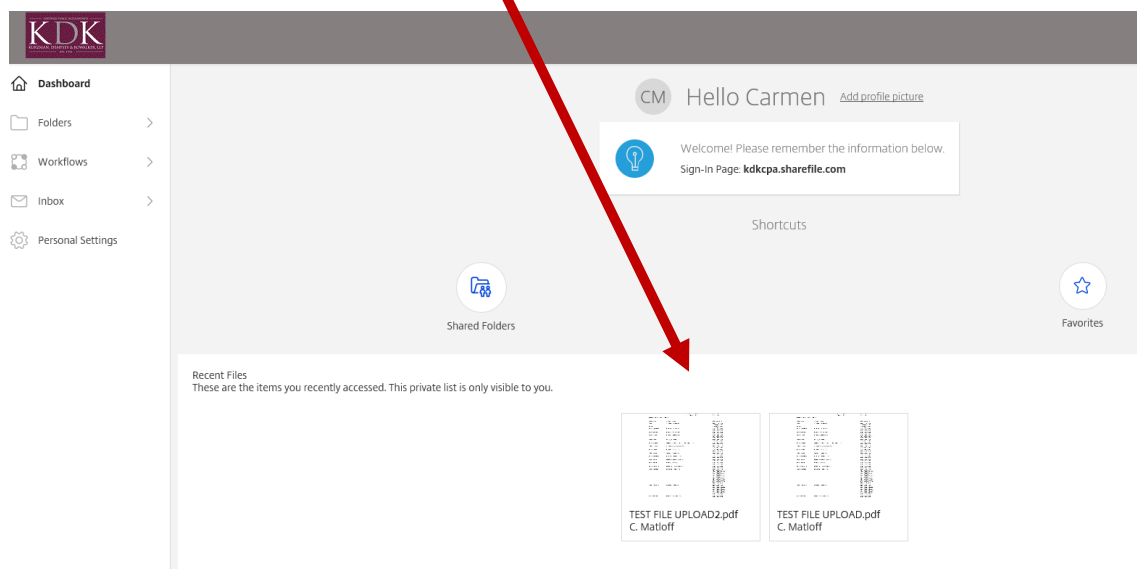 KDK
Dashboard
Folders
Workflows
Inbox
Personal Settings
CM
Hello Carmen
Add profile picture
Welcome! Please remember the information below.
Sign-In Page: kdkcpa.sharefile.com
Shortcuts
Shared Folders
Favorites
Recent Files
These are the items you recently accessed. This private list is only visible to you.
TEST FILE UPLOAD2.pdf
C. Matloff
TEST FILE UPLOAD.pdf
C. Matloff